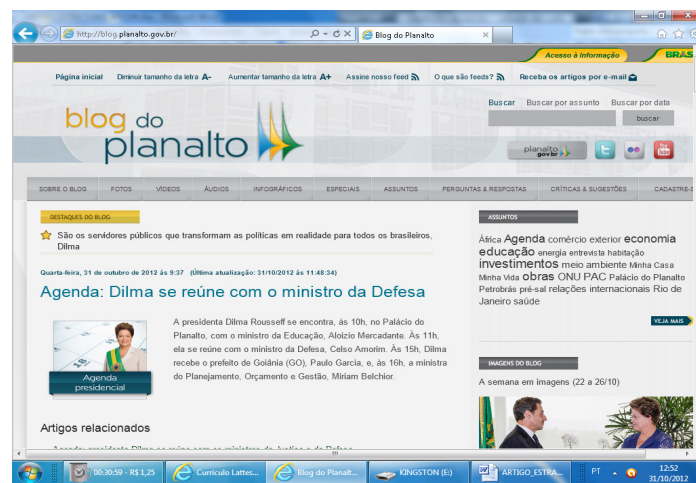 http://blog.planalto.gov.br/
Blog do Planalto
Acesso à Informação
BRAS
Página inicial Diminuir tamanho da letra A- Aumentar tamanho da letra A+ Assine nosso feed O que são feeds? Receba os artigos por e-mail
blog do
planalto
Buscar Buscar por assunto Buscar por data
buscar
planalto
gov.br
You
Tube
SOBRE O BLOG FOTOS VÍDEOS ÁUDIOS INFOGRÁFICOS ESPECIAIS ASSUNTOS PERGUNTAS & RESPOSTAS CRÍTICAS & SUGESTÕES CADASTRE-S
DESTAQUES DO BLOG
São os servidores públicos que transformam as políticas em realidade para todos os brasileiros,
Dilma
Quarta-feira, 31 de outubro de 2012 às 9:37 (Última atualização: 31/10/2012 às 11:48:34)
Agenda: Dilma se reúne com o ministro da Defesa
Agenda
presidencial
A presidenta Dilma Rousseff se encontra, às 10h, no Palácio do
Planalto, com o ministro da Educação, Aloizio Mercadante. Às 11h,
ela se reúne com o ministro da Defesa, Celso Amorim. Às 15h, Dilma
recebe o prefeito de Goiânia (GO), Paulo Garcia, e, às 16h, a ministra
do Planejamento, Orçamento e Gestão, Miriam Belchior.
Artigos relacionados
ASSUNTOS
África Agenda comércio exterior economia
educação energia entrevista habitação
investimentos meio ambiente Minha Casa
Minha Vida obras ONU PAC Palácio do Planalto
Petrobrás pré-sal relações internacionais Rio de
Janeiro saúde
VEJA MAIS
IMAGENS DO BLOG
A semana em imagens (22 a 26/10)
00:30:59 - R$ 1,25
Currículo Lattes...
Blog do Planalt...
KINGSTON (E:)
ARTIGO_ESTRA...
PT
12:52
31/10/2012